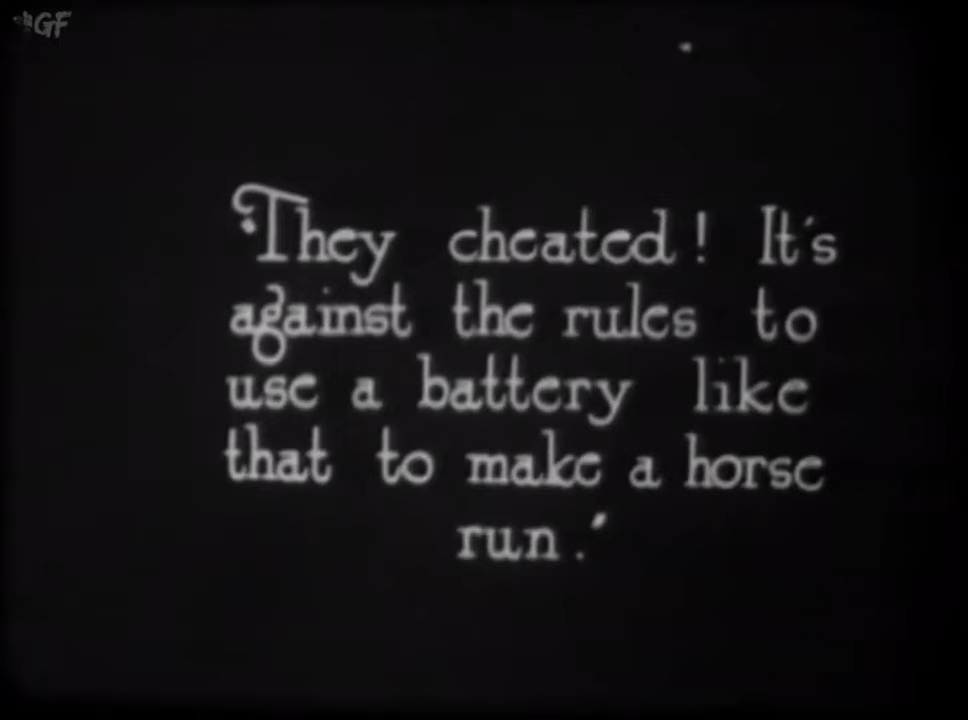 GF
"They cheated! It's
against the rules to
use a battery like
that to make a horse
run."